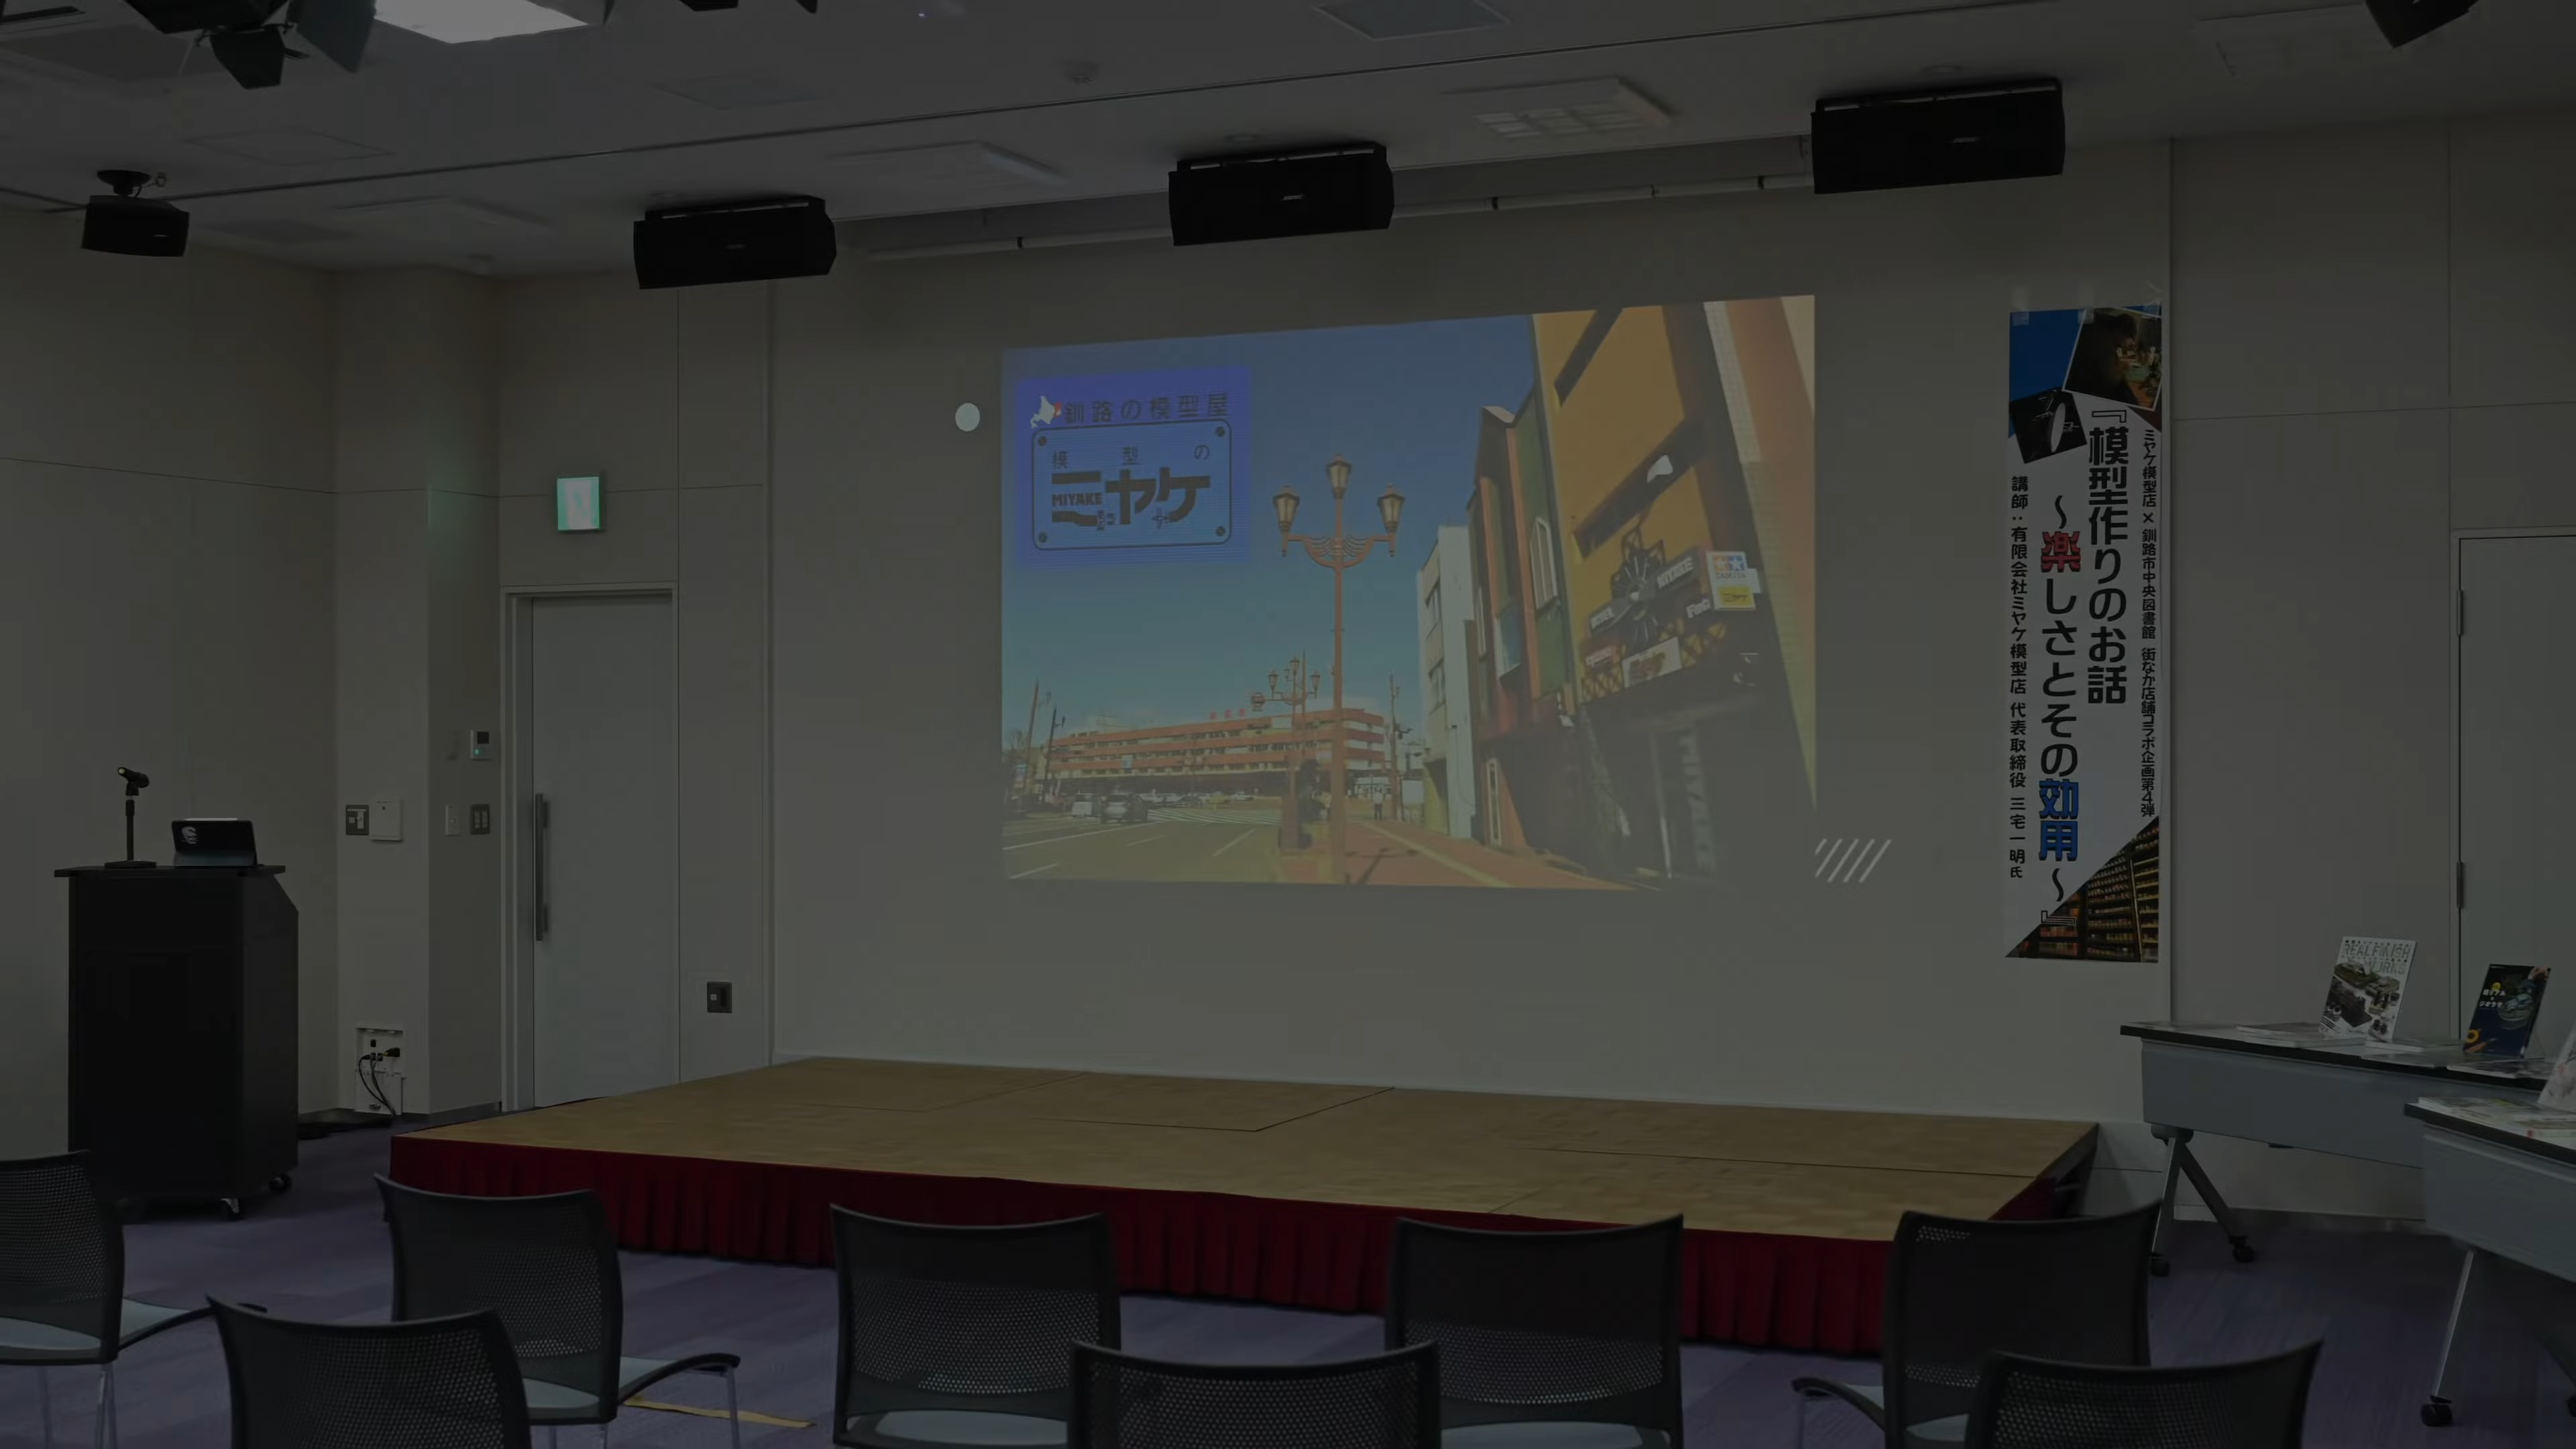 釧路の模型屋
模型の
ミヤケ
MIYAKE
MIYAKE
TAMIYA
ミヤケ模型店 × 釧路市中央図書館 街なか店舗コラボ企画第4弾
『模型作りのお話
～楽しさとその効用～』
講師：有限会社ミヤケ模型店 代表取締役 三宅一明氏
REALFINISH
WORKS